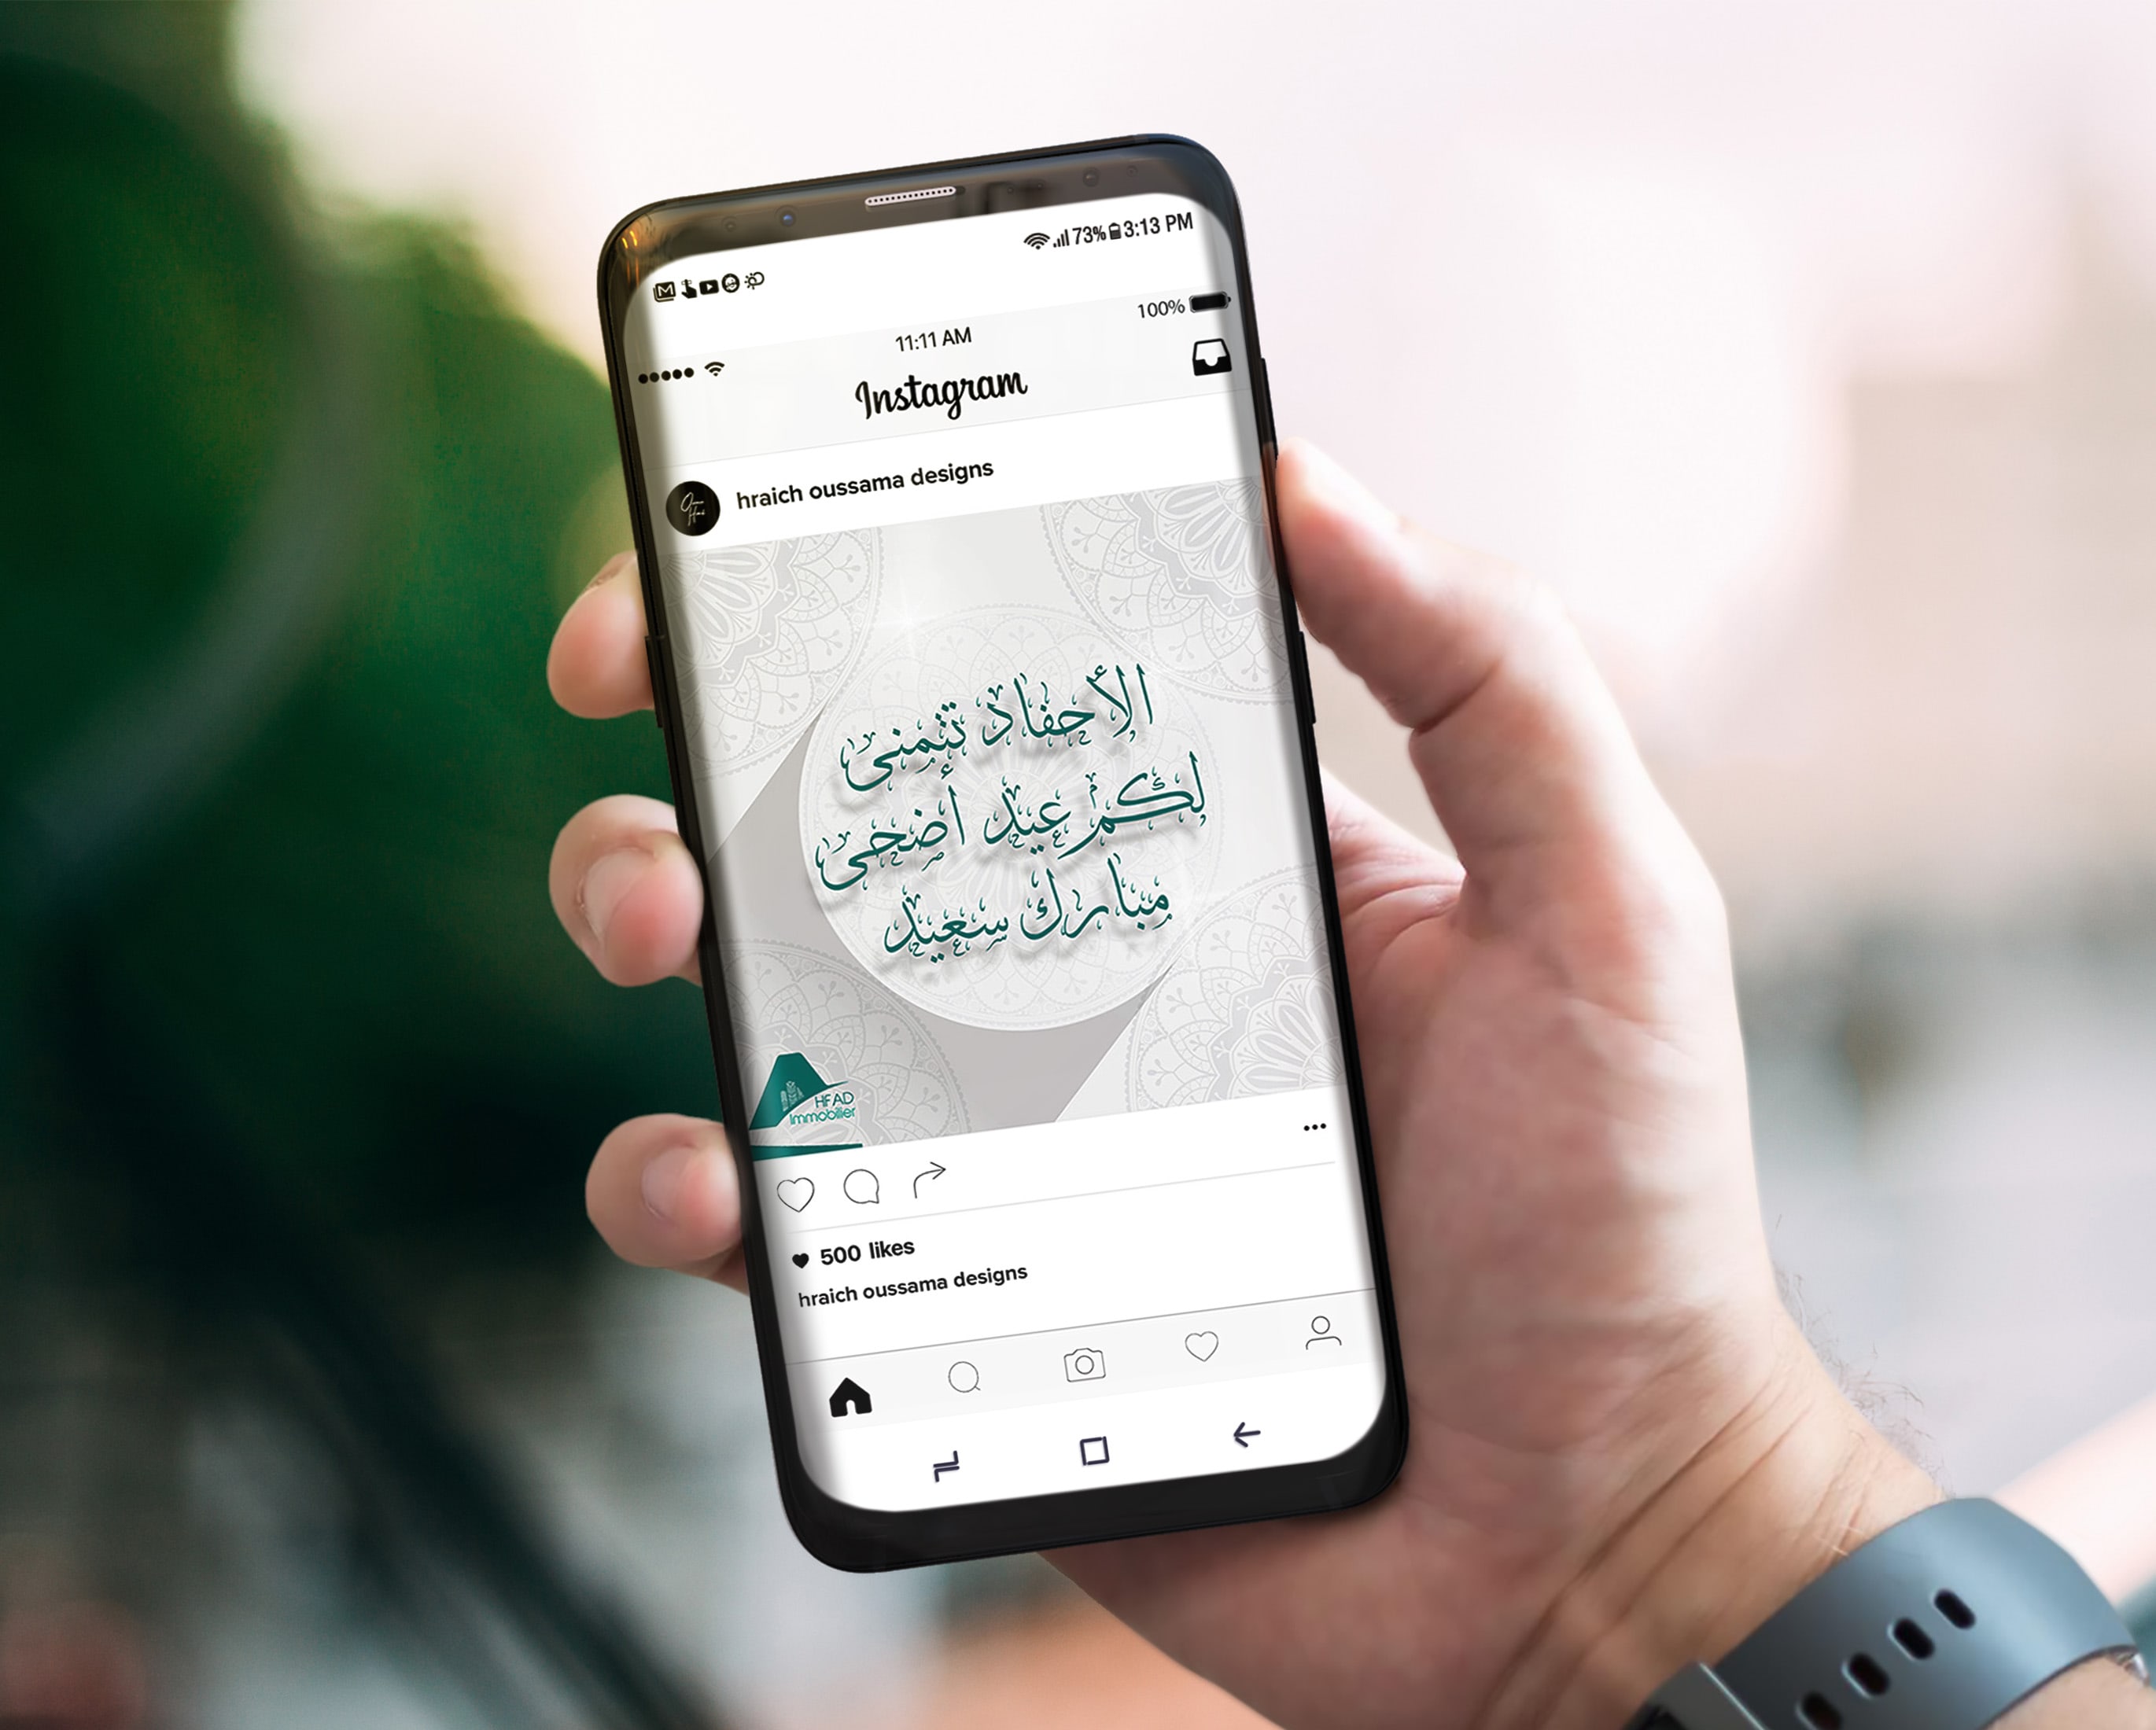 73% 3:13 PM
100%
11:11 AM
Instagram
hraich oussama designs
الأحفاد تتمنى
لكم عيد أضحى
مبارك سعيد
HFAD
Immobilier
500 likes
hraich oussama designs